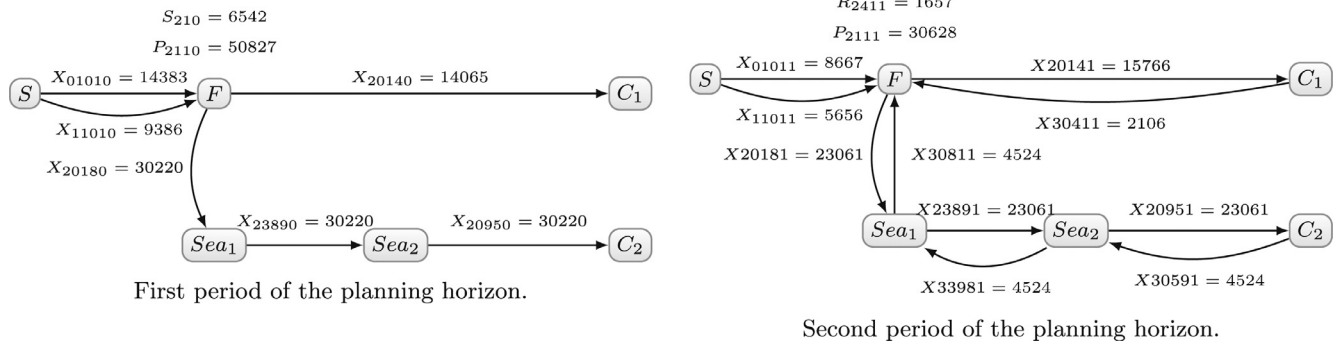 S₂₁₀ = 6542
P₂₁₁₀ = 50827
X₀₁₀₁₀ = 14383
X₂₀₁₄₀ = 14065
S
F
C₁
X₁₁₀₁₀ = 9386
X₂₀₁₈₀ = 30220
X₂₃₈₉₀ = 30220
X₂₀₉₅₀ = 30220
Sea₁
Sea₂
C₂
First period of the planning horizon.
R₂₄₁₁ = 1657
P₂₁₁₁ = 30628
X₀₁₀₁₁ = 8667
X20141 = 15766
S
F
C₁
X₁₁₀₁₁ = 5656
X30411 = 2106
X20181 = 23061
X30811 = 4524
X23891 = 23061
X20951 = 23061
Sea₁
Sea₂
C₂
X33981 = 4524
X30591 = 4524
Second period of the planning horizon.